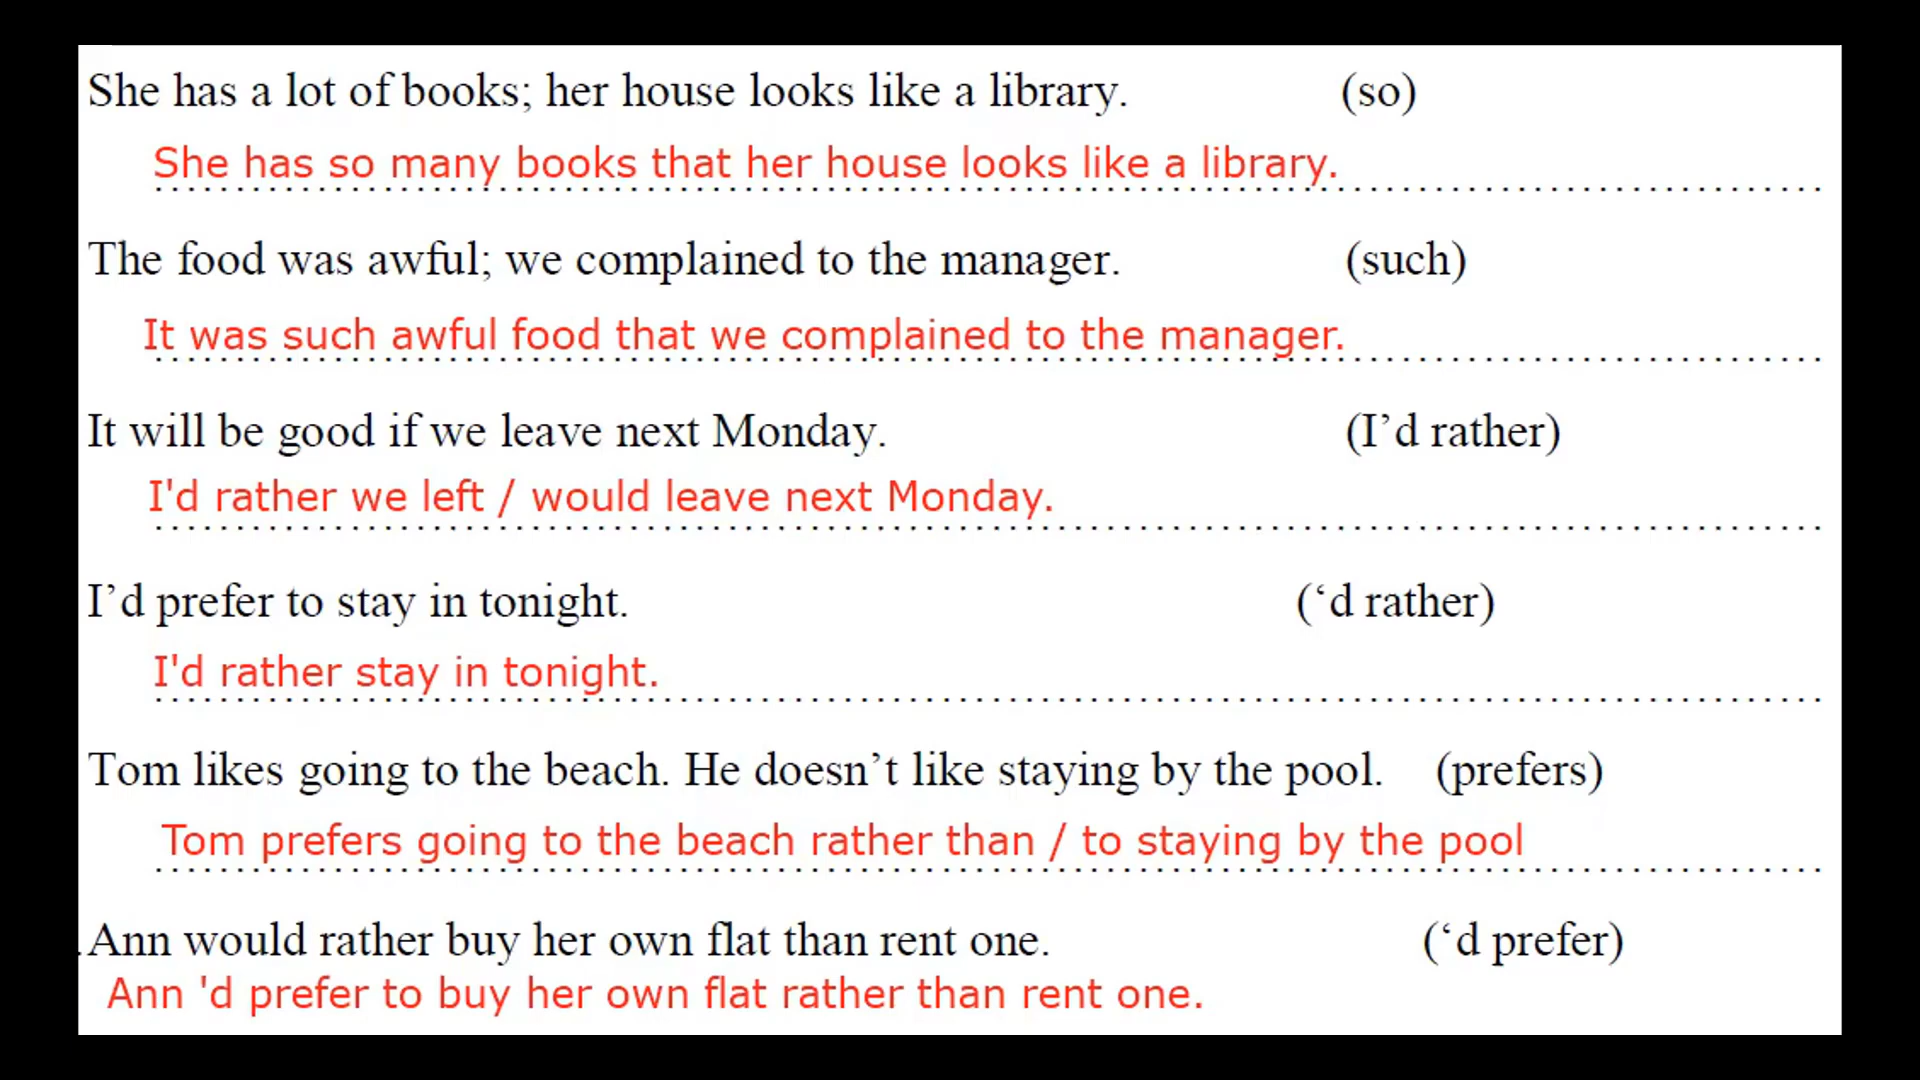 She has a lot of books; her house looks like a library. (so)
She has so many books that her house looks like a library.
The food was awful; we complained to the manager. (such)
It was such awful food that we complained to the manager.
It will be good if we leave next Monday. (I’d rather)
I'd rather we left / would leave next Monday.
I’d prefer to stay in tonight. (‘d rather)
I'd rather stay in tonight.
Tom likes going to the beach. He doesn’t like staying by the pool. (prefers)
Tom prefers going to the beach rather than / to staying by the pool
.Ann would rather buy her own flat than rent one. (‘d prefer)
Ann 'd prefer to buy her own flat rather than rent one.